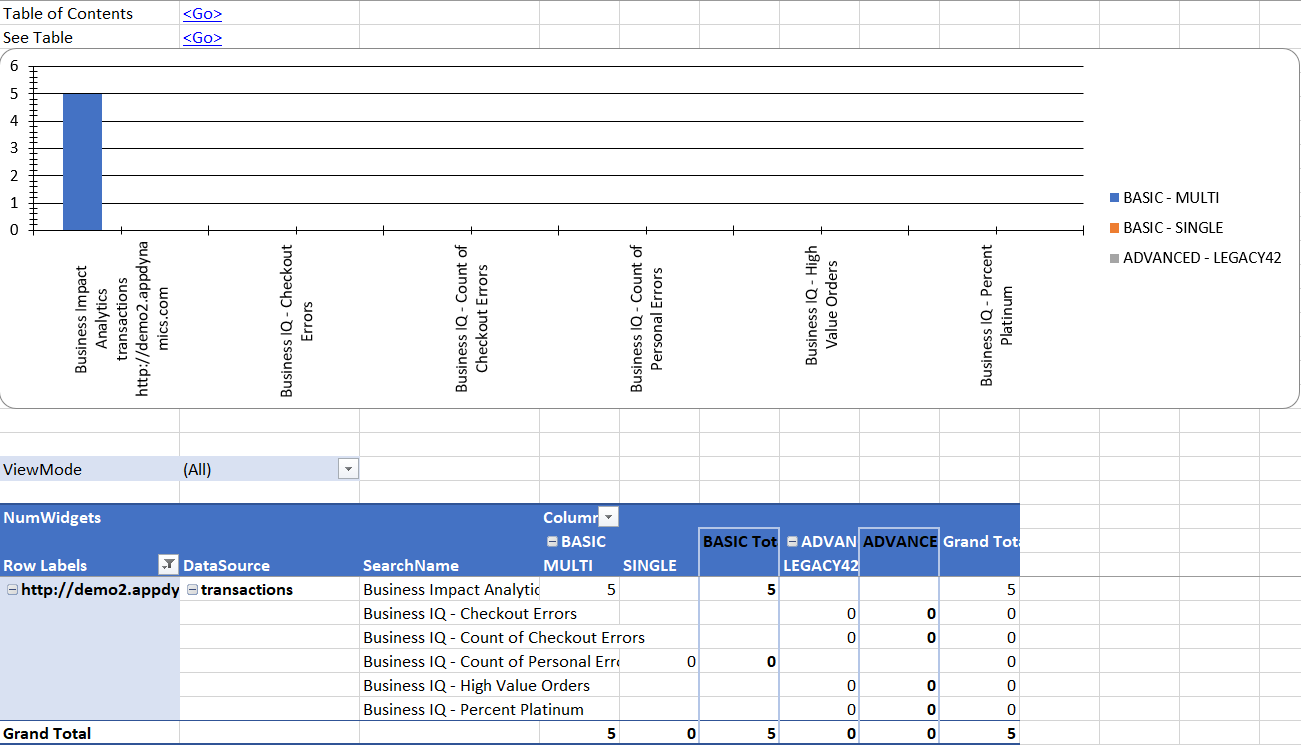 Table of Contents <Go>
See Table <Go>
6
5
4
3
2
1
0
BASIC - MULTI
BASIC - SINGLE
ADVANCED - LEGACY42
Business Impact
Analytics
transactions
http://demo2.appdyna
mics.com
Business IQ - Checkout
Errors
Business IQ - Count of
Checkout Errors
Business IQ - Count of
Personal Errors
Business IQ - High
Value Orders
Business IQ - Percent
Platinum
ViewMode (All)
NumWidgets Column
BASIC BASIC Tot ADVAN ADVANCE Grand Tota
Row Labels DataSource SearchName MULTI SINGLE LEGACY42
http://demo2.appdy transactions Business Impact Analytic 5 5 5
Business IQ - Checkout Errors 0 0 0
Business IQ - Count of Checkout Errors 0 0 0
Business IQ - Count of Personal Erro 0 0 0
Business IQ - High Value Orders 0 0 0
Business IQ - Percent Platinum 0 0 0
Grand Total 5 0 5 0 0 5